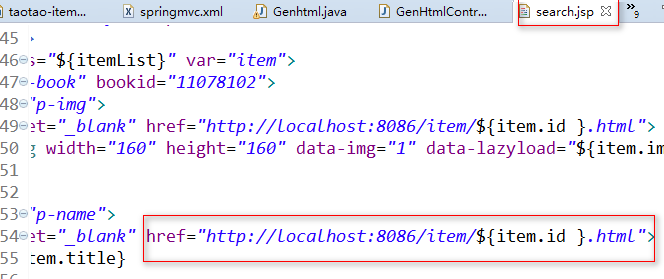 taotao-item... springmvc.xml Genhtml.java GenHtmlContr... search.jsp »9
45 >
46 s="${itemList}" var="item">
47 -book" bookid="11078102">
48 "p-img">
49 et="_blank" href="http://localhost:8086/item/${item.id }.html">
50 g width="160" height="160" data-img="1" data-lazyload="${item.im
51
52
53 "p-name">
54 et="_blank" href="http://localhost:8086/item/${item.id }.html">
55 tem.title}